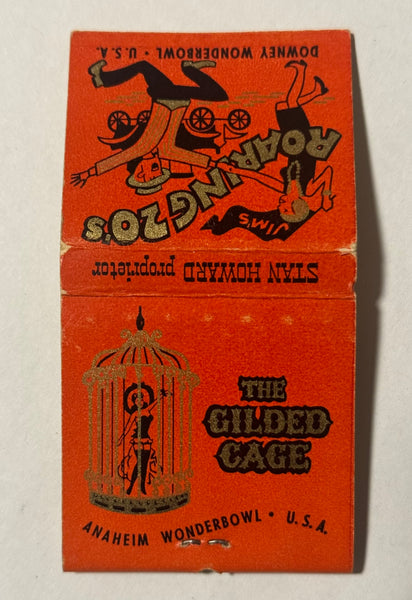 DOWNEY WONDERBOWL • U.S.A.
JIM'S
ROARING 20's
STAN HOWARD proprietor
THE
GILDED
CAGE
ANAHEIM WONDERBOWL • U.S.A.